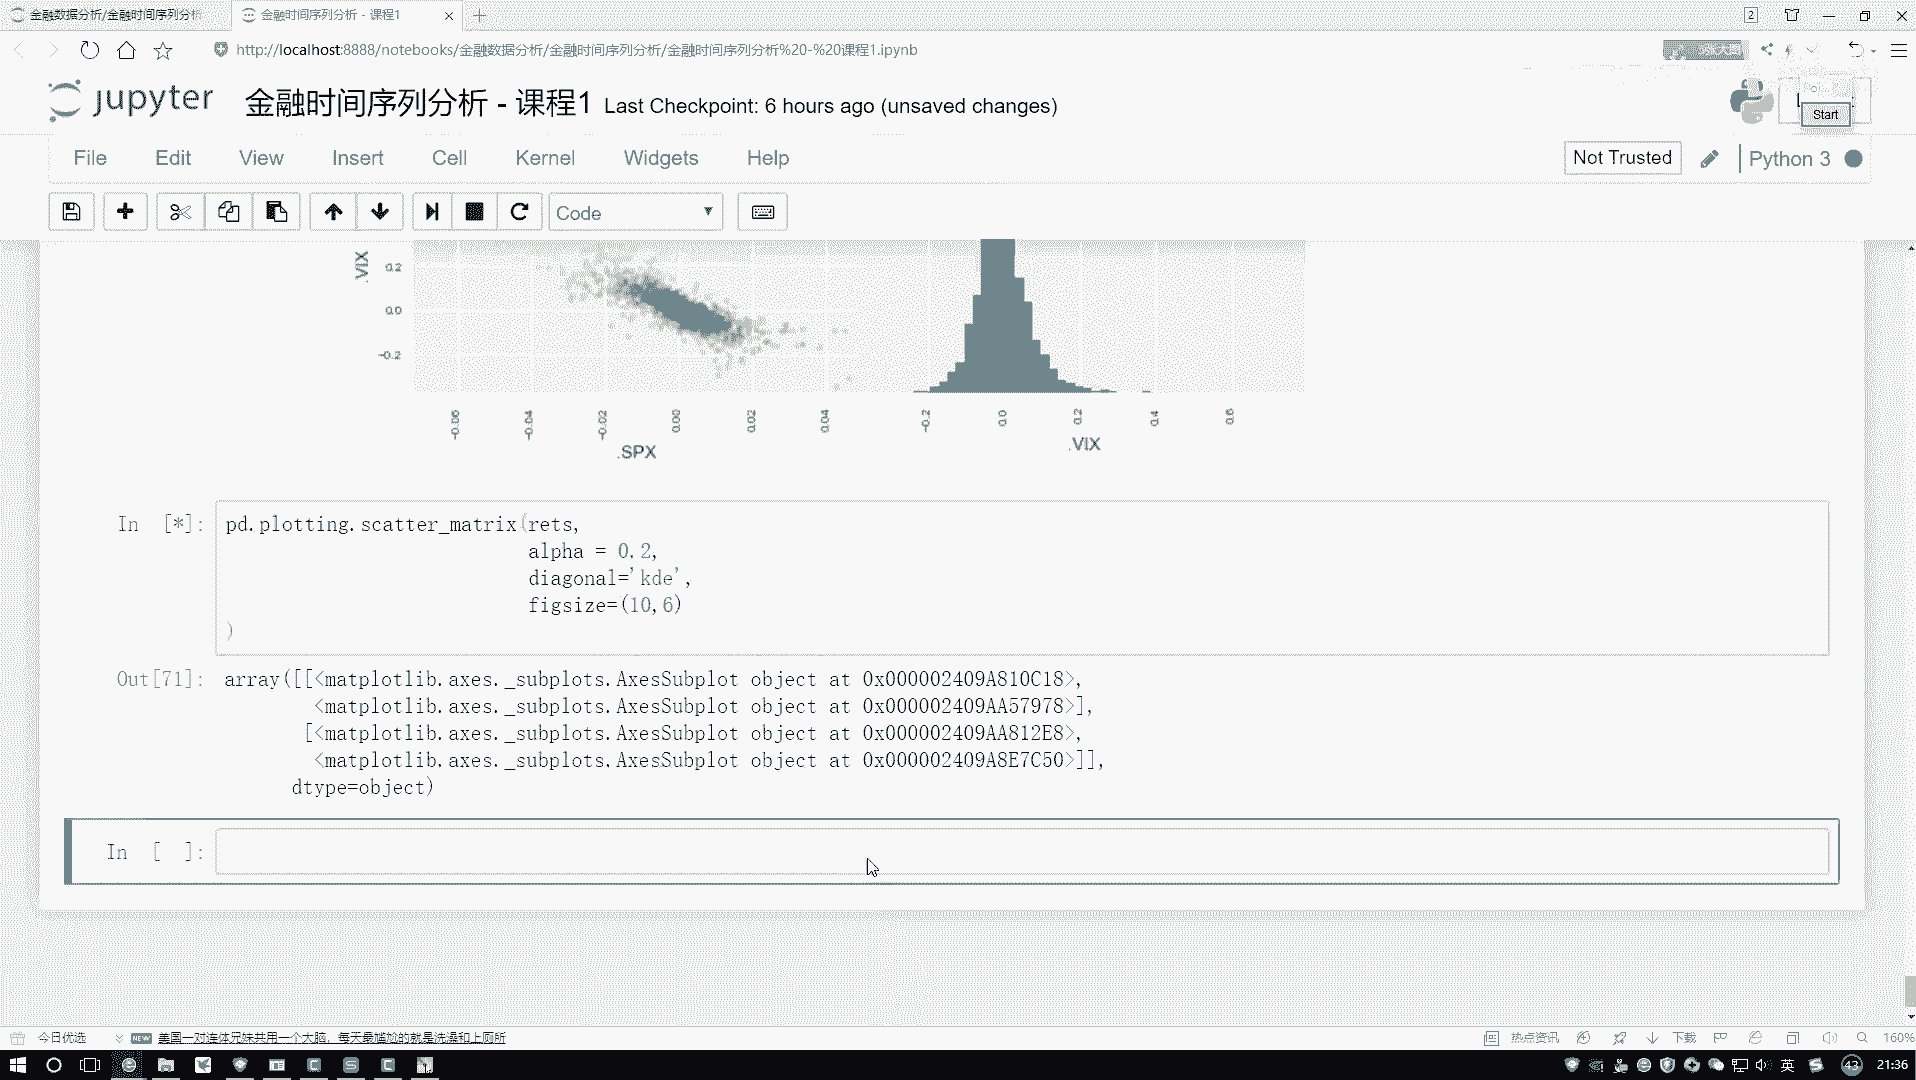 金融数据分析/金融时间序列分析
金融时间序列分析 - 课程1
2
http://localhost:8888/notebooks/金融数据分析/金融时间序列分析/金融时间序列分析%20-%20课程1.ipynb
jupyter 金融时间序列分析 - 课程1 Last Checkpoint: 6 hours ago (unsaved changes)
Start
File Edit View Insert Cell Kernel Widgets Help
Not Trusted Python 3
Code
.VIX
0.2
0.0
-0.2
-0.06 -0.04 -0.02 0.00 0.02 0.04 -0.2 0.0 0.2 0.4 0.6
.SPX .VIX
In [*]: pd.plotting.scatter_matrix(rets,
alpha = 0.2,
diagonal='kde',
figsize=(10,6)
)
Out[71]: array([[<matplotlib.axes._subplots.AxesSubplot object at 0x000002409A810C18>,
<matplotlib.axes._subplots.AxesSubplot object at 0x000002409AA57978>],
[<matplotlib.axes._subplots.AxesSubplot object at 0x000002409AA812E8>,
<matplotlib.axes._subplots.AxesSubplot object at 0x000002409A8E7C50>]],
dtype=object)
In [ ]:
今日优选 NEW 美国一对连体兄妹共用一个大脑，每天最尴尬的就是洗澡和上厕所
热点资讯 下载 160%
英 43 21:36